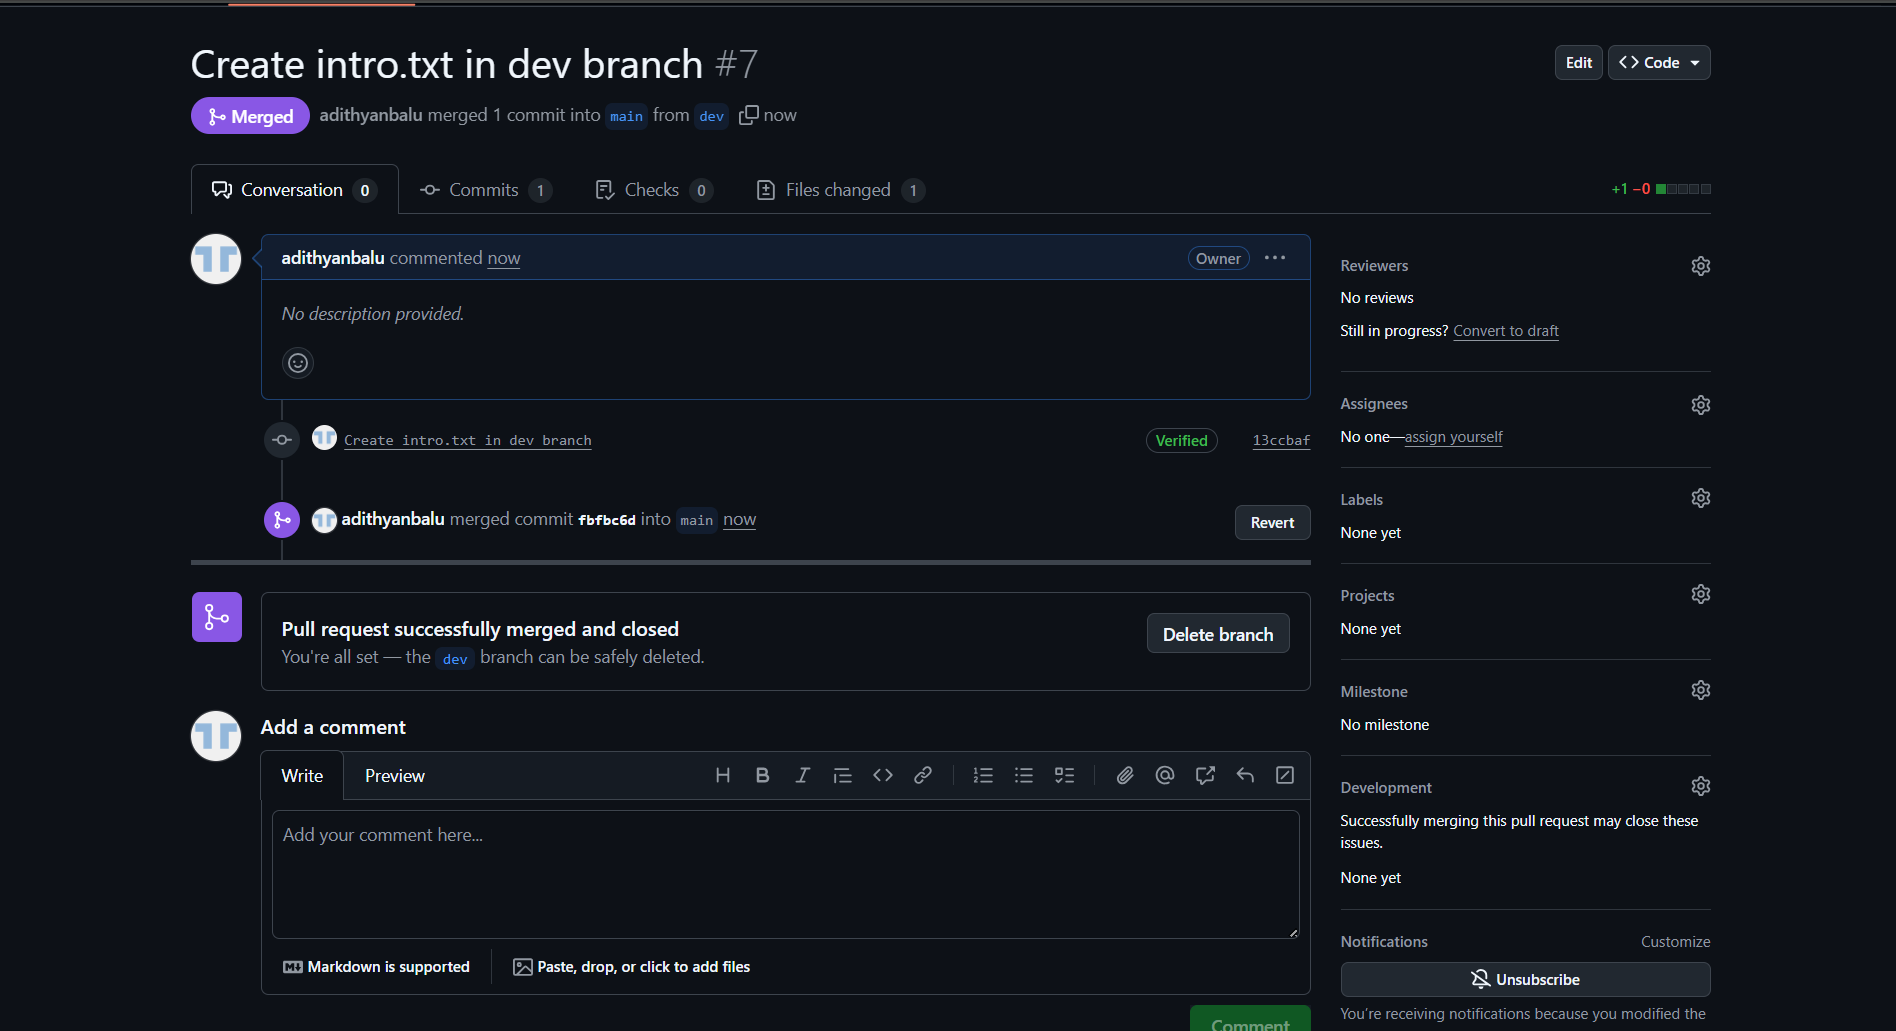 Create intro.txt in dev branch #7
Edit
Code
Merged
adithyanbalu merged 1 commit into main from dev now
Conversation 0
Commits 1
Checks 0
Files changed 1
+1 −0
adithyanbalu commented now
Owner
No description provided.
Create intro.txt in dev branch
Verified
13ccbaf
adithyanbalu merged commit fbfbc6d into main now
Revert
Pull request successfully merged and closed
You're all set — the dev branch can be safely deleted.
Delete branch
Add a comment
Write
Preview
Add your comment here...
Markdown is supported
Paste, drop, or click to add files
Comment
Reviewers
No reviews
Still in progress? Convert to draft
Assignees
No one—assign yourself
Labels
None yet
Projects
None yet
Milestone
No milestone
Development
Successfully merging this pull request may close these
issues.
None yet
Notifications
Customize
Unsubscribe
You're receiving notifications because you modified the